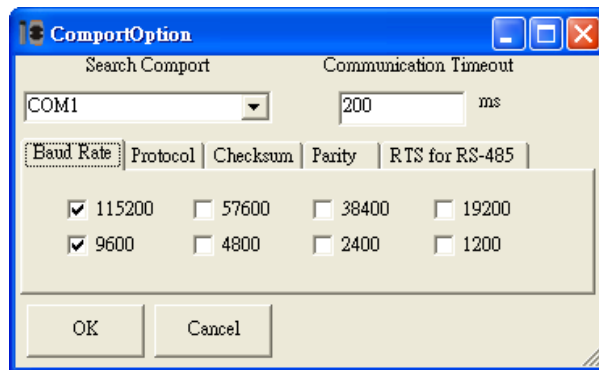 ComportOption
Search Comport Communication Timeout
COM1 200 ms
Baud Rate Protocol Checksum Parity RTS for RS-485
115200 57600 38400 19200
9600 4800 2400 1200
OK Cancel